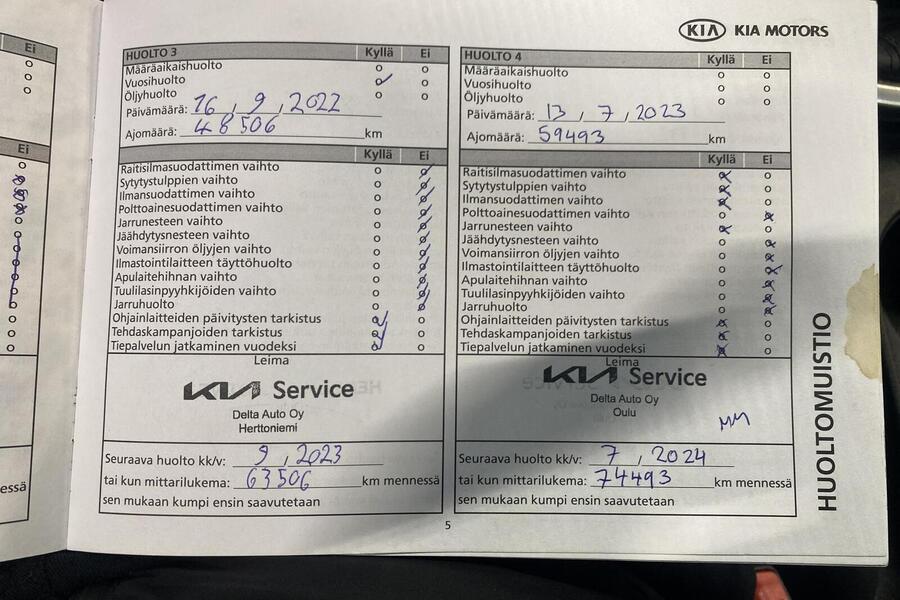 Ei
Ei
essä
KIA KIA MOTORS
HUOLTO 3 Kyllä Ei
Määräaikaishuolto
Vuosihuolto
Öljyhuolto
Päivämäärä: 16 , 9 , 2022
Ajomäärä: 48506 km
Kyllä Ei
Raitisilmasuodattimen vaihto
Sytytystulppien vaihto
Ilmansuodattimen vaihto
Polttoainesuodattimen vaihto
Jarrunesteen vaihto
Jäähdytysnesteen vaihto
Voimansiirron öljyjen vaihto
Ilmastointilaitteen täyttöhuolto
Apulaitehihnan vaihto
Tuulilasinpyyhkijöiden vaihto
Jarruhuolto
Ohjainlaitteiden päivitysten tarkistus
Tehdaskampanjoiden tarkistus
Tiepalvelun jatkaminen vuodeksi
Leima
KIA Service
Delta Auto Oy
Herttoniemi
Seuraava huolto kk/v: 9 , 2023
tai kun mittarilukema: 63506 km mennessä
sen mukaan kumpi ensin saavutetaan
HUOLTO 4 Kyllä Ei
Määräaikaishuolto
Vuosihuolto
Öljyhuolto
Päivämäärä: 13 , 7 , 2023
Ajomäärä: 59493 km
Kyllä Ei
Raitisilmasuodattimen vaihto
Sytytystulppien vaihto
Ilmansuodattimen vaihto
Polttoainesuodattimen vaihto
Jarrunesteen vaihto
Jäähdytysnesteen vaihto
Voimansiirron öljyjen vaihto
Ilmastointilaitteen täyttöhuolto
Apulaitehihnan vaihto
Tuulilasinpyyhkijöiden vaihto
Jarruhuolto
Ohjainlaitteiden päivitysten tarkistus
Tehdaskampanjoiden tarkistus
Tiepalvelun jatkaminen vuodeksi
Leima
KIA Service
Delta Auto Oy
Oulu
Seuraava huolto kk/v: 7 , 2024
tai kun mittarilukema: 74493 km mennessä
sen mukaan kumpi ensin saavutetaan
HUOLTOMUISTIO
5